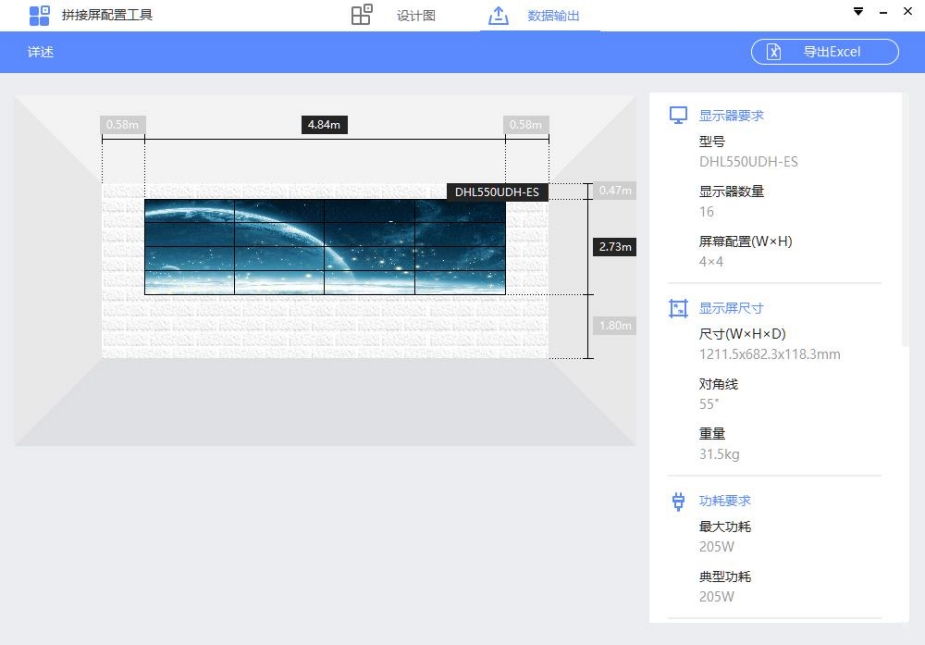 拼接屏配置工具
设计图
数据输出
详述
导出Excel
0.58m
4.84m
0.58m
DHL550UDH-ES
0.47m
2.73m
1.80m
显示器要求
型号
DHL550UDH-ES
显示器数量
16
屏幕配置(W×H)
4×4
显示屏尺寸
尺寸(W×H×D)
1211.5x682.3x118.3mm
对角线
55"
重量
31.5kg
功耗要求
最大功耗
205W
典型功耗
205W